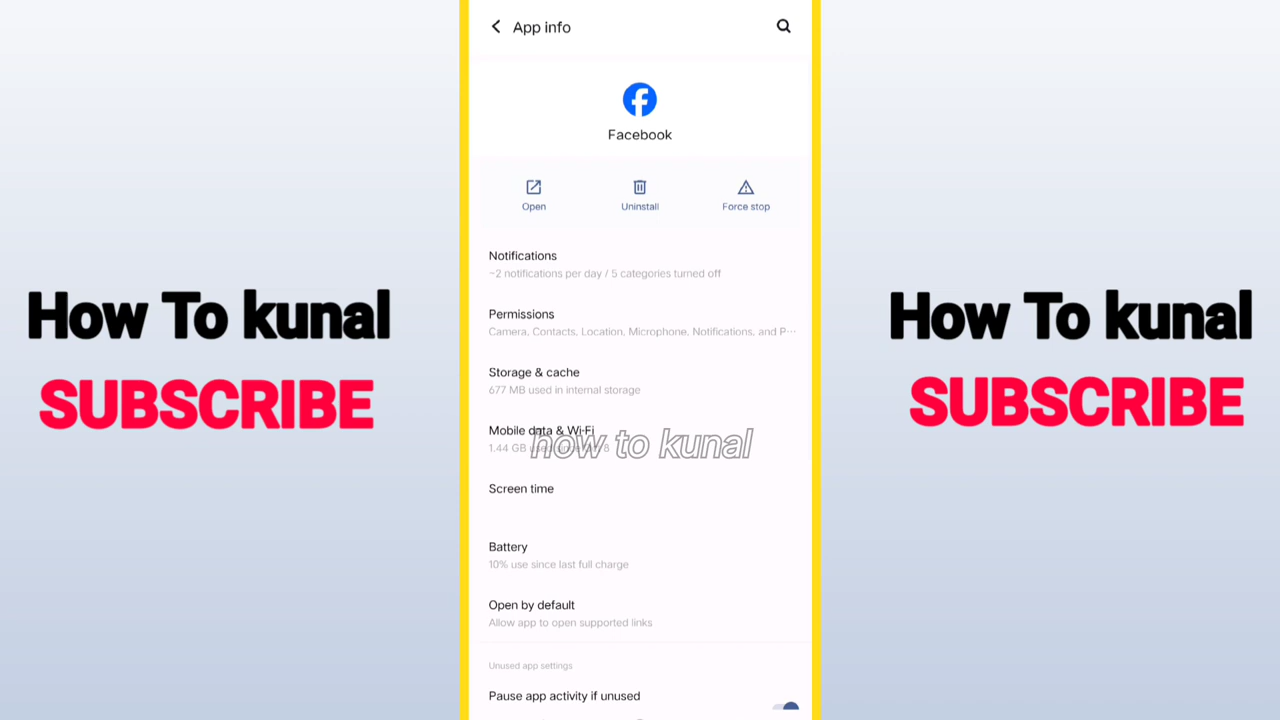 App info
Facebook
Open
Uninstall
Force stop
Notifications
~2 notifications per day / 5 categories turned off
Permissions
Camera, Contacts, Location, Microphone, Notifications, and P···
Storage & cache
677 MB used in internal storage
Mobile data & Wi-Fi
1.44 GB
how to kunal
Screen time
Battery
10% use since last full charge
Open by default
Allow app to open supported links
Unused app settings
Pause app activity if unused
How To kunal
SUBSCRIBE
How To kunal
SUBSCRIBE